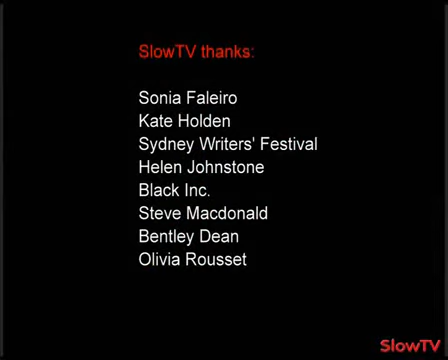 SlowTV thanks:
Sonia Faleiro
Kate Holden
Sydney Writers' Festival
Helen Johnstone
Black Inc.
Steve Macdonald
Bentley Dean
Olivia Rousset
SlowTV